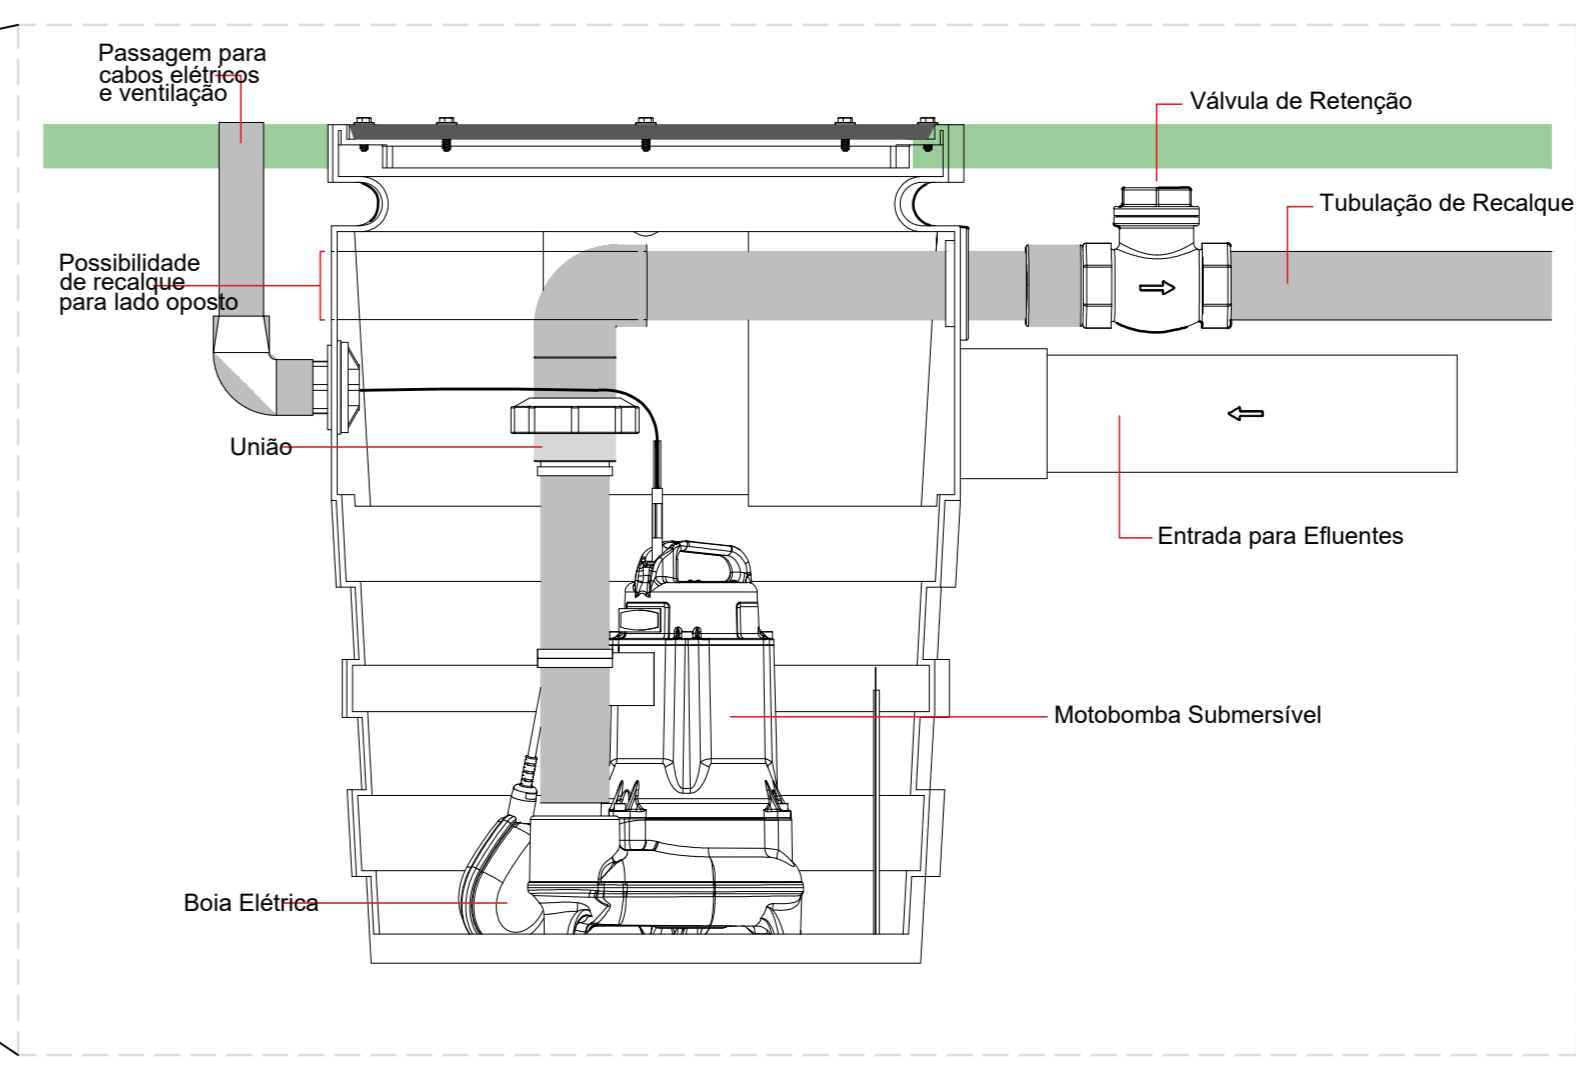 Passagem para
cabos elétricos
e ventilação
Válvula de Retenção
Tubulação de Recalque
Possibilidade
de recalque
para lado oposto
União
Entrada para Efluentes
Motobomba Submersível
Boia Elétrica